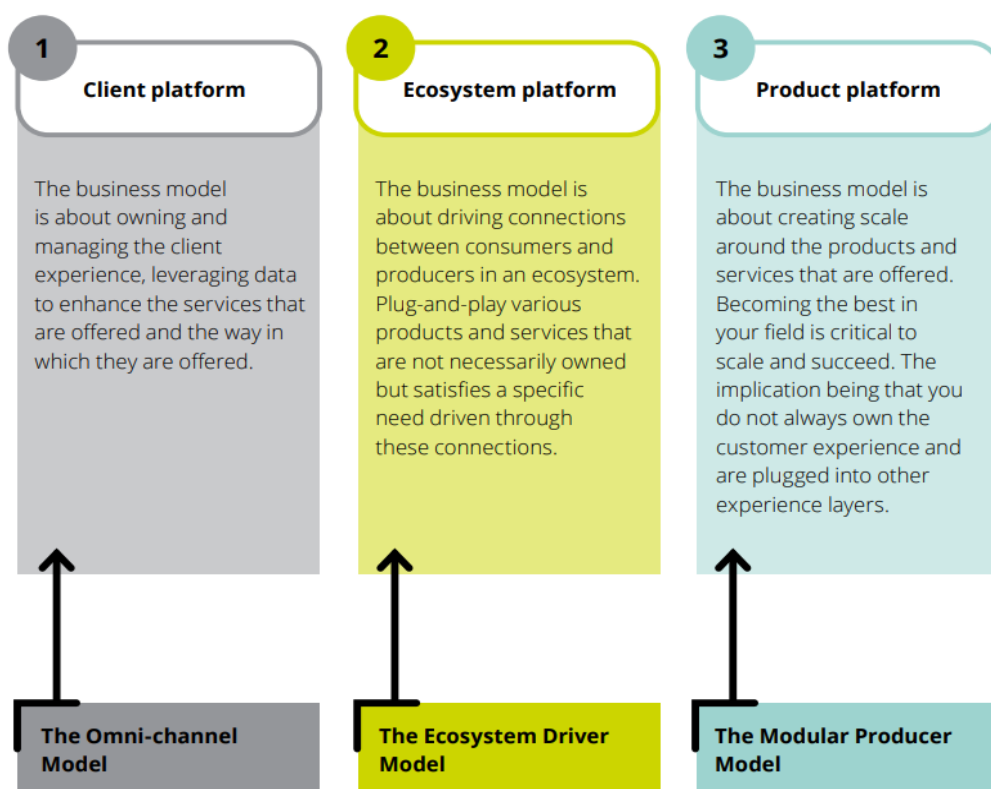 1
Client platform
The business model
is about owning and
managing the client
experience, leveraging data
to enhance the services that
are offered and the way in
which they are offered.
The Omni-channel
Model
2
Ecosystem platform
The business model is
about driving connections
between consumers and
producers in an ecosystem.
Plug-and-play various
products and services that
are not necessarily owned
but satisfies a specific
need driven through
these connections.
The Ecosystem Driver
Model
3
Product platform
The business model is
about creating scale
around the products and
services that are offered.
Becoming the best in
your field is critical to
scale and succeed. The
implication being that you
do not always own the
customer experience and
are plugged into other
experience layers.
The Modular Producer
Model